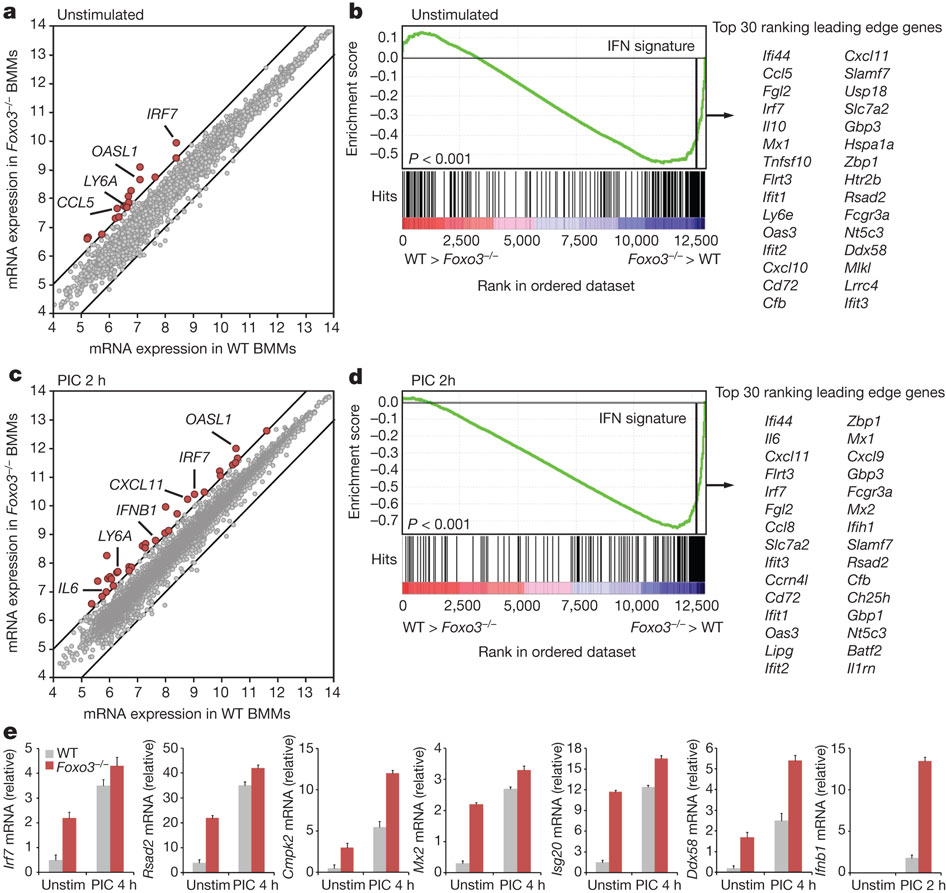 a
Unstimulated
mRNA expression in Foxo3–/– BMMs
14
13
12
11
10
9
8
7
6
5
4
IRF7
OASL1
LY6A
CCL5
4 5 6 7 8 9 10 11 12 13 14
mRNA expression in WT BMMs
b
Unstimulated
Enrichment score
0.1
0.0
−0.1
−0.2
−0.3
−0.4
−0.5
IFN signature
P < 0.001
Hits
0 2,500 5,000 7,500 10,000 12,500
WT > Foxo3–/– Foxo3–/– > WT
Rank in ordered dataset
Top 30 ranking leading edge genes
Ifi44 Cxcl11
Ccl5 Slamf7
Fgl2 Usp18
Irf7 Slc7a2
Il10 Gbp3
Mx1 Hspa1a
Tnfsf10 Zbp1
Flrt3 Htr2b
Ifit1 Rsad2
Ly6e Fcgr3a
Oas3 Nt5c3
Ifit2 Ddx58
Cxcl10 Mlkl
Cd72 Lrrc4
Cfb Ifit3
c
PIC 2 h
mRNA expression in Foxo3–/– BMMs
14
13
12
11
10
9
8
7
6
5
4
OASL1
IRF7
CXCL11
IFNB1
LY6A
IL6
4 5 6 7 8 9 10 11 12 13 14
mRNA expression in WT BMMs
d
PIC 2h
Enrichment score
0.0
−0.1
−0.2
−0.3
−0.4
−0.5
−0.6
−0.7
IFN signature
P < 0.001
Hits
0 2,500 5,000 7,500 10,000 12,500
WT > Foxo3–/– Foxo3–/– > WT
Rank in ordered dataset
Top 30 ranking leading edge genes
Ifi44 Zbp1
Il6 Mx1
Cxcl11 Cxcl9
Flrt3 Gbp3
Irf7 Fcgr3a
Fgl2 Mx2
Ccl8 Ifih1
Slc7a2 Slamf7
Ifit3 Rsad2
Ccrn4l Cfb
Cd72 Ch25h
Ifit1 Gbp1
Oas3 Nt5c3
Lipg Batf2
Ifit2 Il1rn
e
WT
Foxo3–/–
Irf7 mRNA (relative)
5
4
3
2
1
0
Unstim PIC 4 h
Rsad2 mRNA (relative)
50
40
30
20
10
0
Unstim PIC 4 h
Cmpk2 mRNA (relative)
15
10
5
0
Unstim PIC 4 h
Mx2 mRNA (relative)
4
3
2
1
0
Unstim PIC 4 h
Isg20 mRNA (relative)
18
15
12
9
6
3
0
Unstim PIC 4 h
Ddx58 mRNA (relative)
6
5
4
3
2
1
0
Unstim PIC 4 h
Ifnb1 mRNA (relative)
15
10
5
0
Unstim PIC 2 h